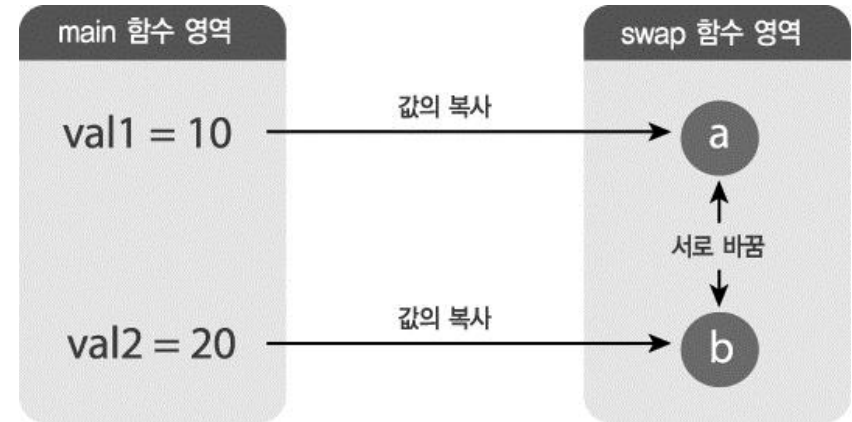 main 함수 영역
swap 함수 영역
val1 = 10
값의 복사
a
서로 바꿈
val2 = 20
값의 복사
b